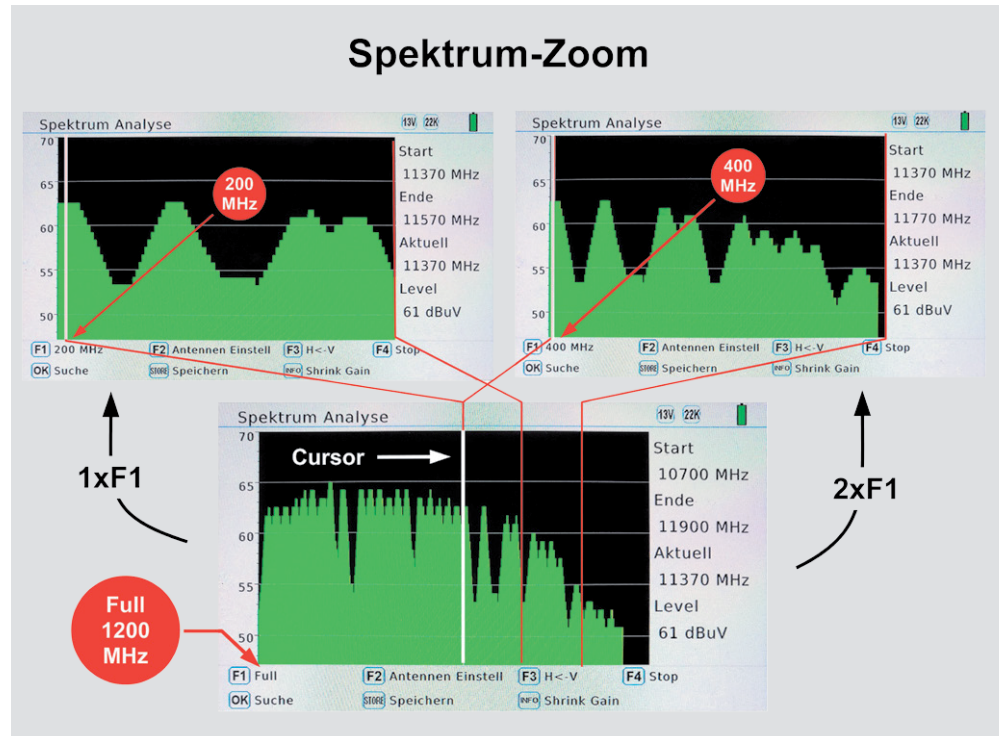 Spektrum-Zoom
Spektrum Analyse 13V 22K
70
65
60
55
50
200
MHz
Start
11370 MHz
Ende
11570 MHz
Aktuell
11370 MHz
Level
61 dBuV
F1 200 MHz F2 Antennen Einstell F3 H<-V F4 Stop
OK Suche STORE Speichern INFO Shrink Gain
Spektrum Analyse 13V 22K
70
65
60
55
50
400
MHz
Start
11370 MHz
Ende
11770 MHz
Aktuell
11370 MHz
Level
61 dBuV
F1 400 MHz F2 Antennen Einstell F3 H<-V F4 Stop
OK Suche STORE Speichern INFO Shrink Gain
1xF1
2xF1
Spektrum Analyse 13V 22K
70
65
60
55
50
Cursor
Start
10700 MHz
Ende
11900 MHz
Aktuell
11370 MHz
Level
61 dBuV
Full
1200
MHz
F1 Full F2 Antennen Einstell F3 H<-V F4 Stop
OK Suche STORE Speichern INFO Shrink Gain